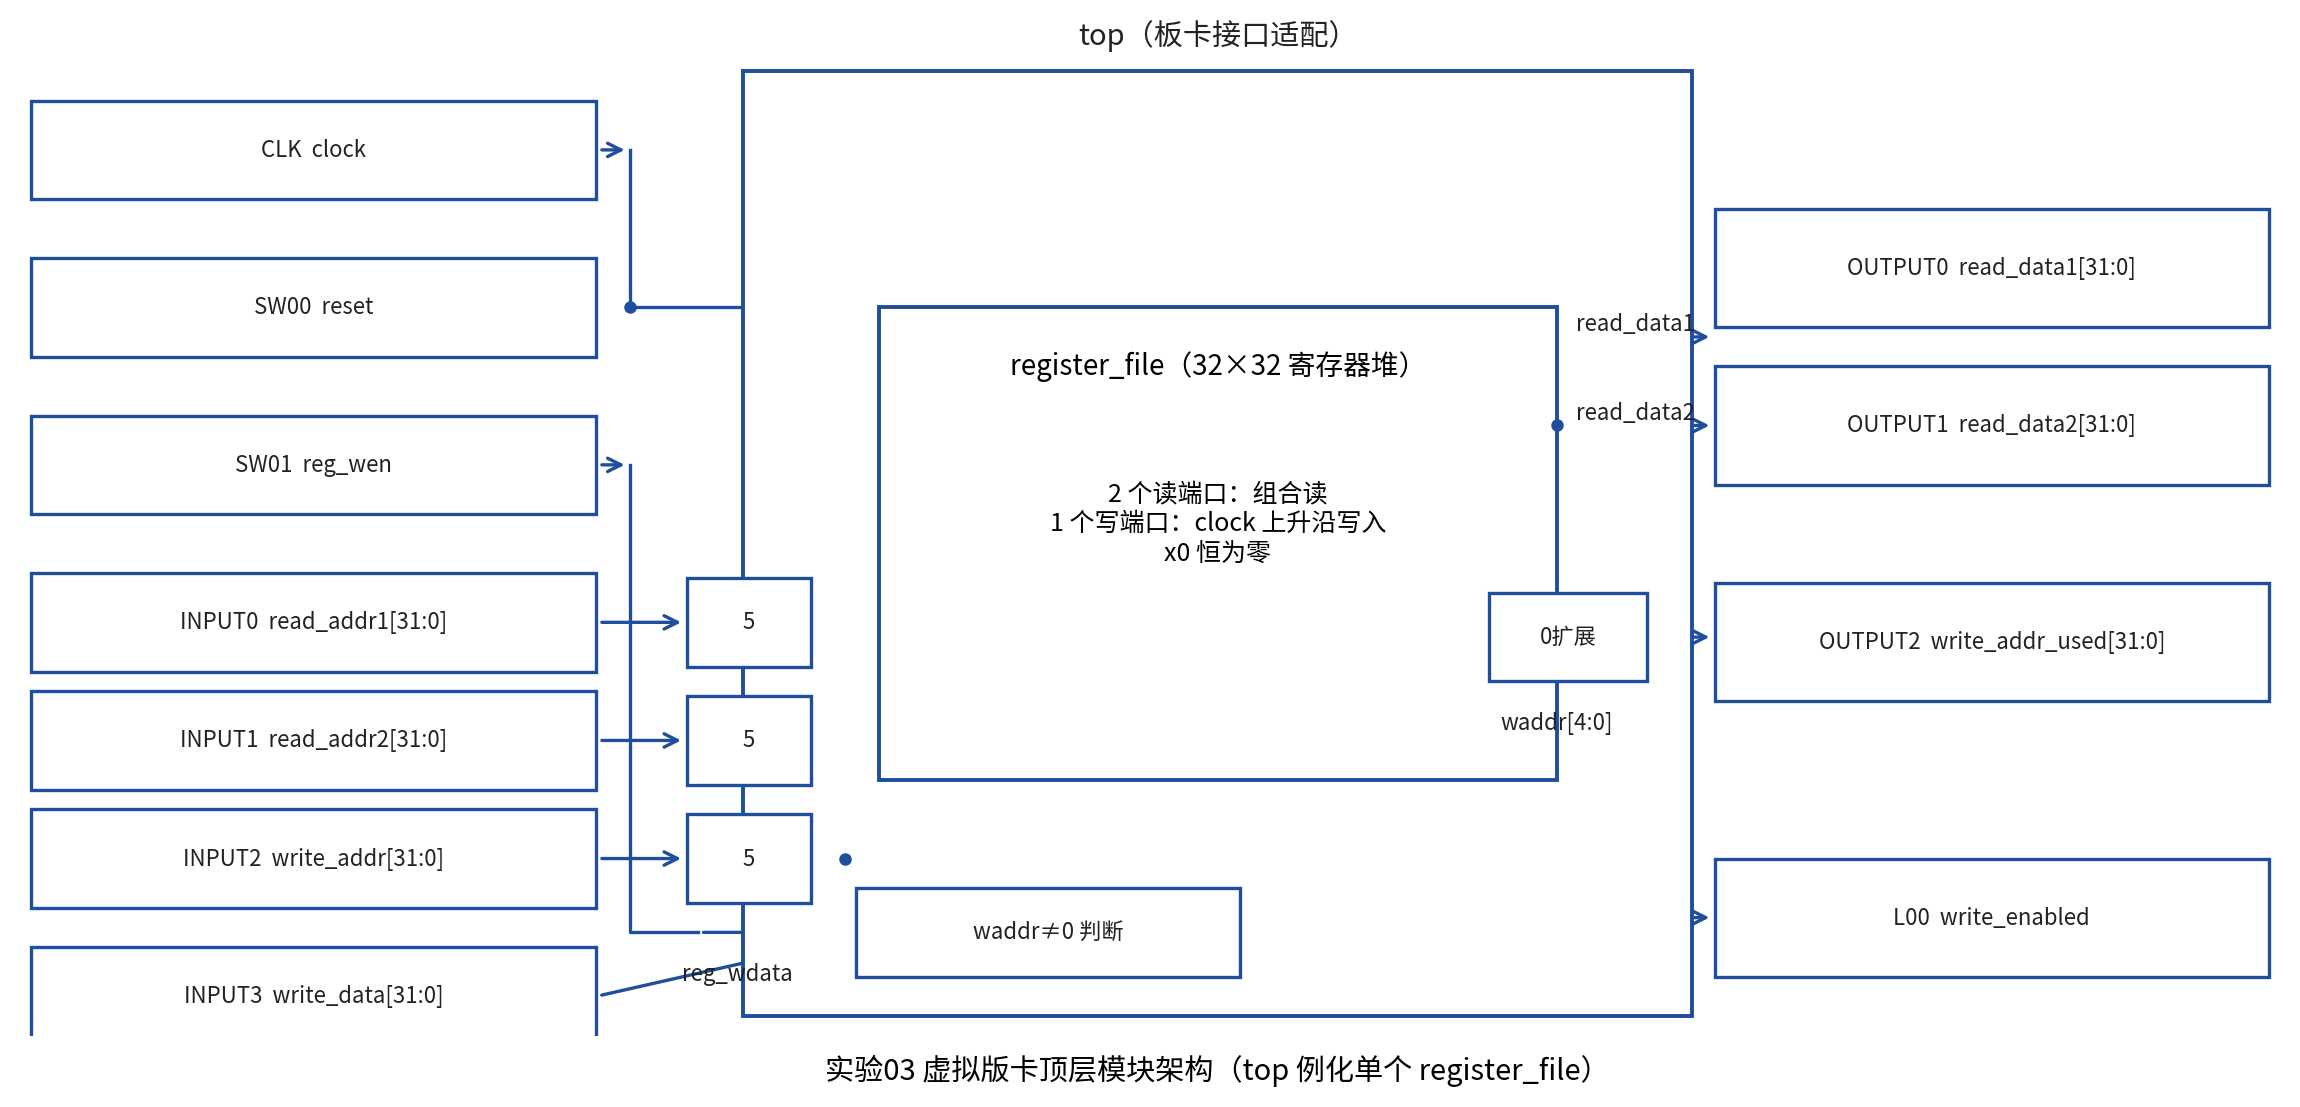 top（板卡接口适配）
CLK clock
SW00 reset
SW01 reg_wen
INPUT0 read_addr1[31:0]
INPUT1 read_addr2[31:0]
INPUT2 write_addr[31:0]
INPUT3 write_data[31:0]
5
5
5
reg_wdata
register_file（32×32 寄存器堆）
2 个读端口：组合读
1 个写端口：clock 上升沿写入
x0 恒为零
waddr≠0 判断
read_data1
read_data2
0扩展
waddr[4:0]
OUTPUT0 read_data1[31:0]
OUTPUT1 read_data2[31:0]
OUTPUT2 write_addr_used[31:0]
L00 write_enabled
实验03 虚拟版卡顶层模块架构（top 例化单个 register_file）